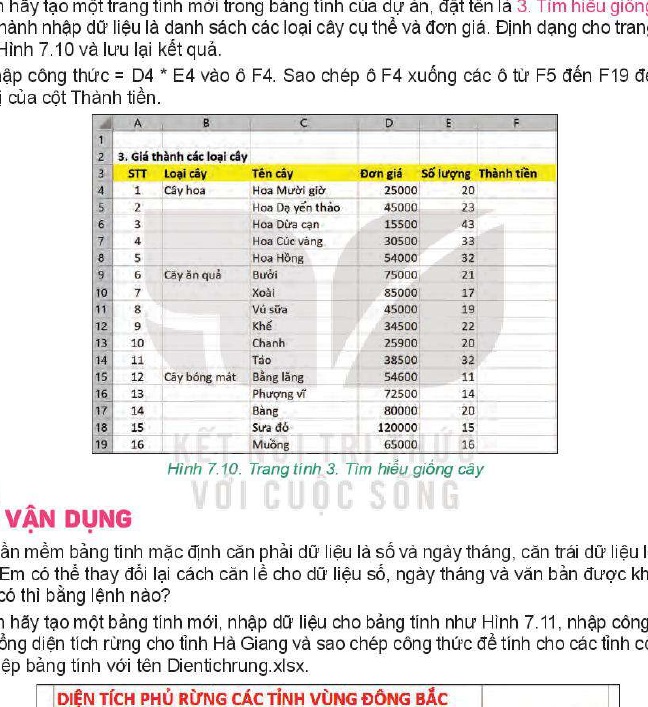 hãy tạo một trang tính mới trong bảng tính của dự án, đặt tên là 3. Tìm hiểu giống
hành nhập dữ liệu là danh sách các loại cây cụ thể và đơn giá. Định dạng cho trang
Hình 7.10 và lưu lại kết quả.
công thức = D4 * E4 vào ô F4. Sao chép ô F4 xuống các ô từ F5 đến F19
của cột Thành tiền.
A B C D E F
1
2 3. Giá thành các loại cây
3 STT Loại cây Tên cây Đơn giá Số lượng Thành tiền
4 1 Cây hoa Hoa Mười giờ 25000 20
5 2 Hoa Dạ yến thảo 45000 23
6 3 Hoa Dừa cạn 15500 43
7 4 Hoa Cúc vàng 30500 33
8 5 Hoa Hồng 54000 32
9 6 Cây ăn quả Bưởi 75000 21
10 7 Xoài 85000 17
11 8 Vú sữa 45000 19
12 9 Khế 34500 22
13 10 Chanh 25900 20
14 11 Táo 38500 32
15 12 Cây bóng mát Bằng lăng 54600 11
16 13 Phượng vĩ 72500 14
17 14 Bàng 80000 20
18 15 Sưa đỏ 120000 15
19 16 Muồng 65000 16
KẾT NỐI TRI THỨC
Hình 7.10. Trang tính 3. Tìm hiểu giống cây
VỚI CUỘC SỐNG
VẬN DỤNG
mềm bảng tính mặc định căn phải dữ liệu là số và ngày tháng, căn trái dữ liệu
Em có thể thay đổi lại cách căn lề cho dữ liệu số, ngày tháng và văn bản được
có thì bằng lệnh nào?
hãy tạo một bảng tính mới, nhập dữ liệu cho bảng tính như Hình 7.11, nhập công
diện tích rừng cho tỉnh Hà Giang và sao chép công thức để tính cho các tỉnh
bảng tính với tên Dientichrung.xlsx.
DIỆN TÍCH PHỦ RỪNG CÁC TỈNH VÙNG ĐÔNG BẮC